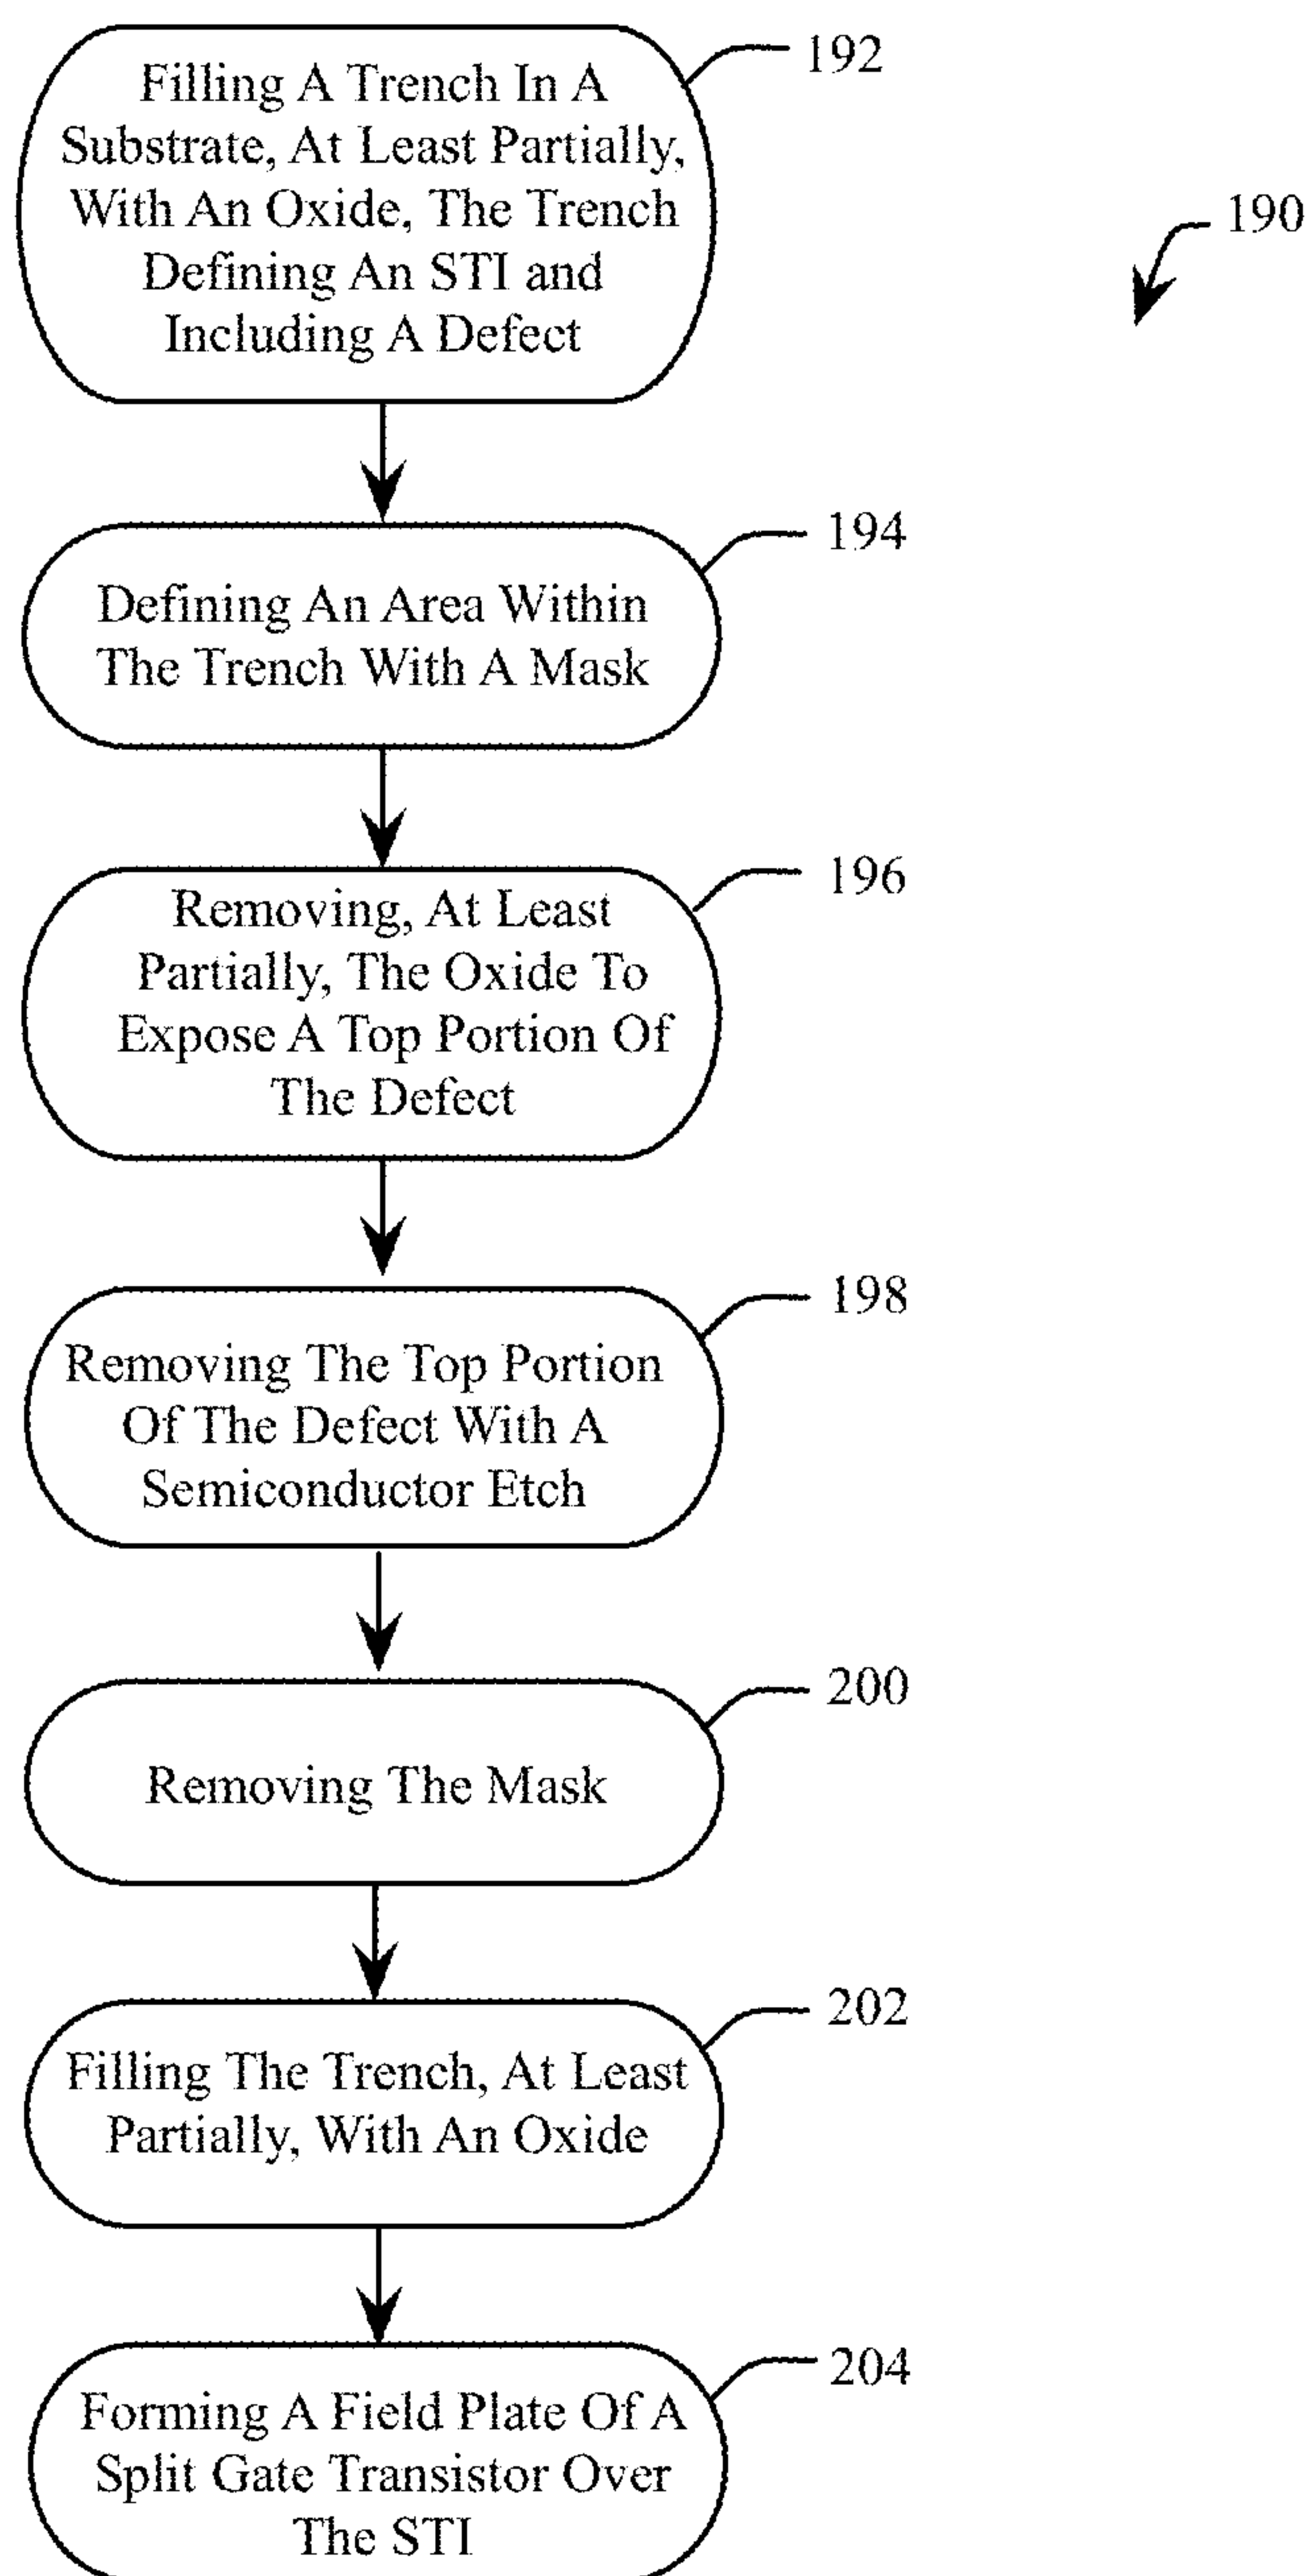 192
Filling A Trench In A
Substrate, At Least Partially,
With An Oxide, The Trench
Defining An STI and
Including A Defect
190
194
Defining An Area Within
The Trench With A Mask
196
Removing, At Least
Partially, The Oxide To
Expose A Top Portion Of
The Defect
198
Removing The Top Portion
Of The Defect With A
Semiconductor Etch
200
Removing The Mask
202
Filling The Trench, At Least
Partially, With An Oxide
204
Forming A Field Plate Of A
Split Gate Transistor Over
The STI